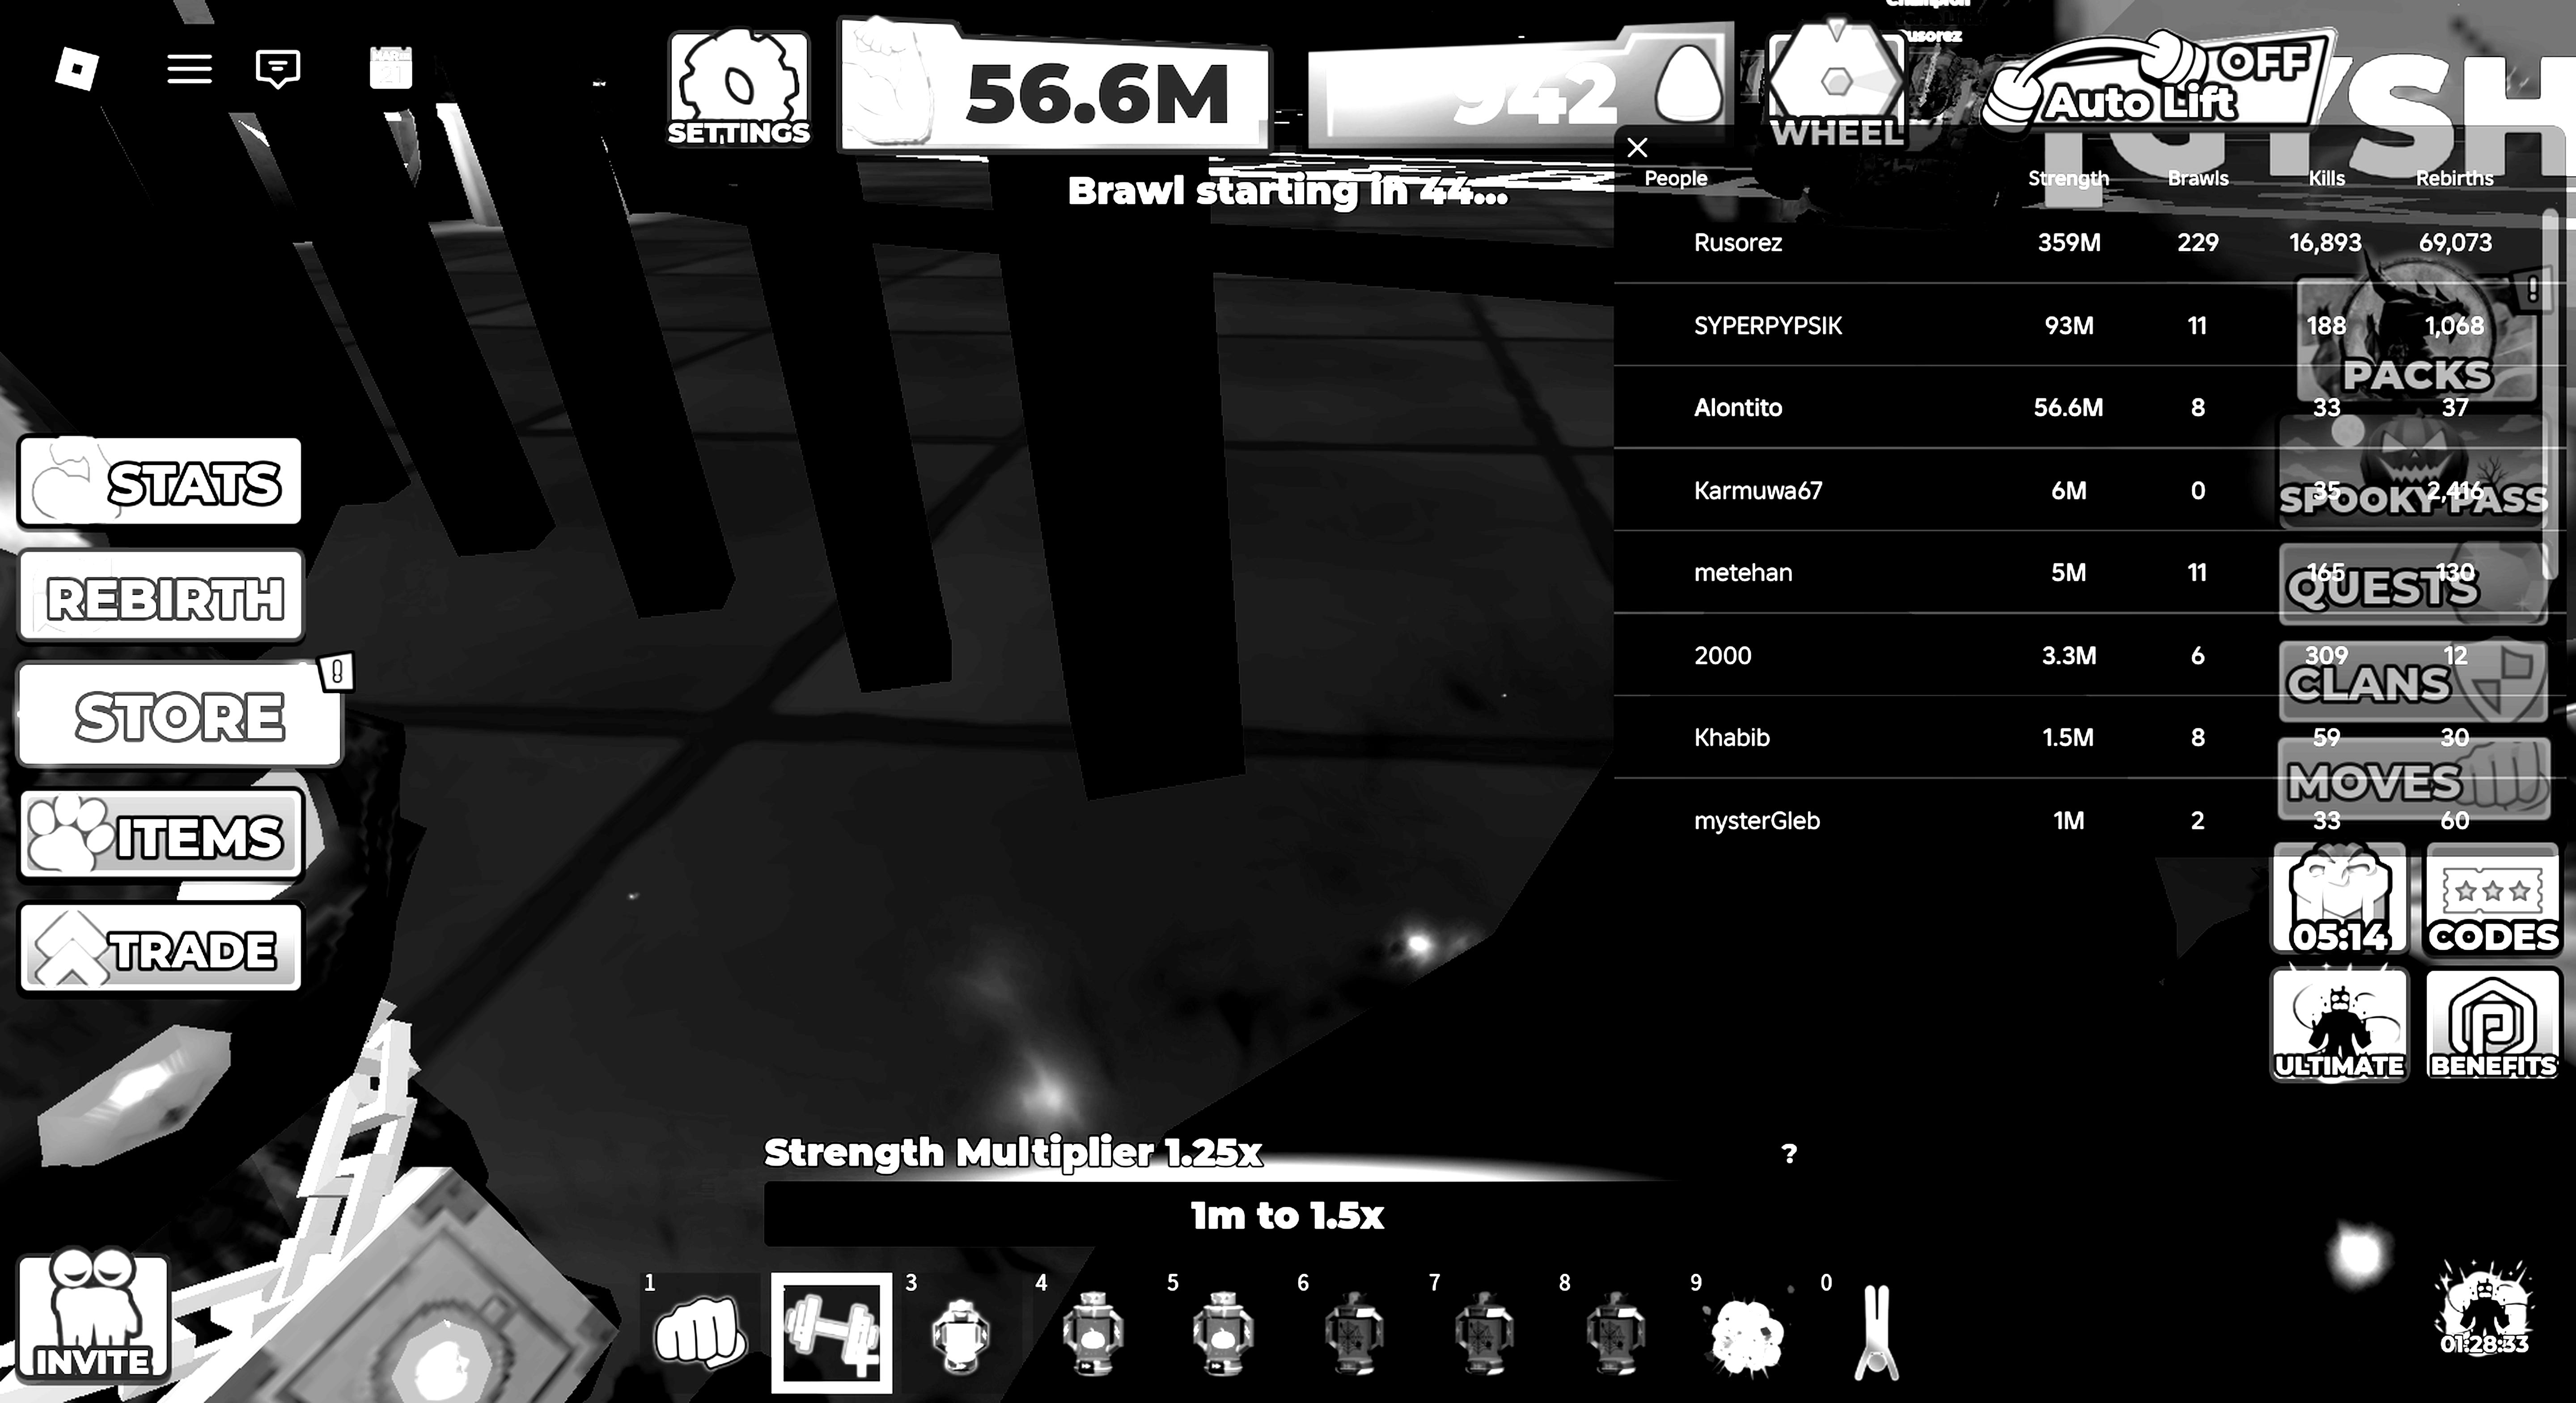 Champion
Rusorez
SETTINGS
56.6M
942
WHEEL
OFF
Auto Lift
Brawl starting in 44...
People Strength Brawls Kills Rebirths
Rusorez 359M 229 16,893 69,073
SYPERPYPSIK 93M 11 188 1,068
PACKS
Alontito 56.6M 8 33 37
Karmuwa67 6M 0 35 2,416
SPOOKY PASS
metehan 5M 11 165 130
QUESTS
2000 3.3M 6 309 12
CLANS
Khabib 1.5M 8 59 30
MOVES
mysterGleb 1M 2 33 60
STATS
REBIRTH
STORE
ITEMS
TRADE
INVITE
05:14
CODES
ULTIMATE
BENEFITS
Strength Multiplier 1.25x
?
1m to 1.5x
1 3 4 5 6 7 8 9 0
01:28:33